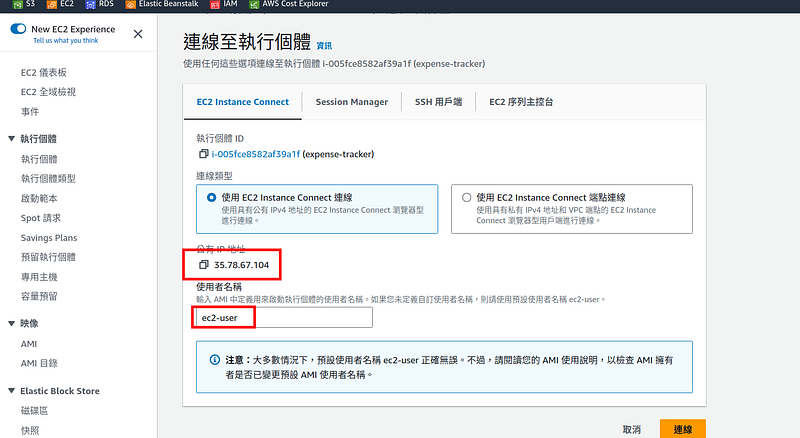 S3 EC2 RDS Elastic Beanstalk IAM AWS Cost Explorer
New EC2 Experience
Tell us what you think
EC2 儀表板
EC2 全域檢視
事件
執行個體
執行個體
執行個體類型
啟動範本
Spot 請求
Savings Plans
預留執行個體
專用主機
容量預留
映像
AMI
AMI 目錄
Elastic Block Store
磁碟區
快照
連線至執行個體 資訊
使用任何這些選項連線至執行個體 i-005fce8582af39a1f (expense-tracker)
EC2 Instance Connect Session Manager SSH 用戶端 EC2 序列主控台
執行個體 ID
i-005fce8582af39a1f (expense-tracker)
連線類型
使用 EC2 Instance Connect 連線
使用具有公有 IPv4 地址的 EC2 Instance Connect 瀏覽器型
進行連線。
使用 EC2 Instance Connect 端點連線
使用具有私有 IPv4 地址和 VPC 端點的 EC2 Instance
Connect 瀏覽器型用戶端進行連線。
公有 IP 地址
35.78.67.104
使用者名稱
輸入 AMI 中定義用來啟動執行個體的使用者名稱。如果您未定義自訂使用者名稱，則請使用預設使用者名稱 ec2-user。
ec2-user
注意：大多數情況下，預設使用者名稱 ec2-user 正確無誤。不過，請閱讀您的 AMI 使用說明，以檢查 AMI 擁有
者是否已變更預設 AMI 使用者名稱。
取消 連線